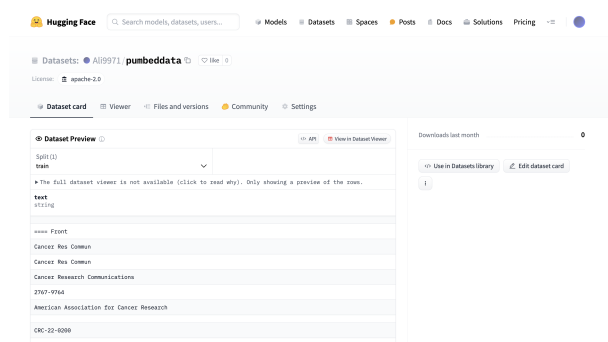 Hugging Face
Search models, datasets, users...
Models
Datasets
Spaces
Posts
Docs
Solutions
Pricing
Datasets: Ali9971/pumbeddata
like 0
License: apache-2.0
Dataset card
Viewer
Files and versions
Community
Settings
Dataset Preview
API
View in Dataset Viewer
Split (1)
train
The full dataset viewer is not available (click to read why). Only showing a preview of the rows.
text
string
==== Front
Cancer Res Commun
Cancer Res Commun
Cancer Research Communications
2767-9764
American Association for Cancer Research
CRC-22-0200
Downloads last month
0
Use in Datasets library
Edit dataset card